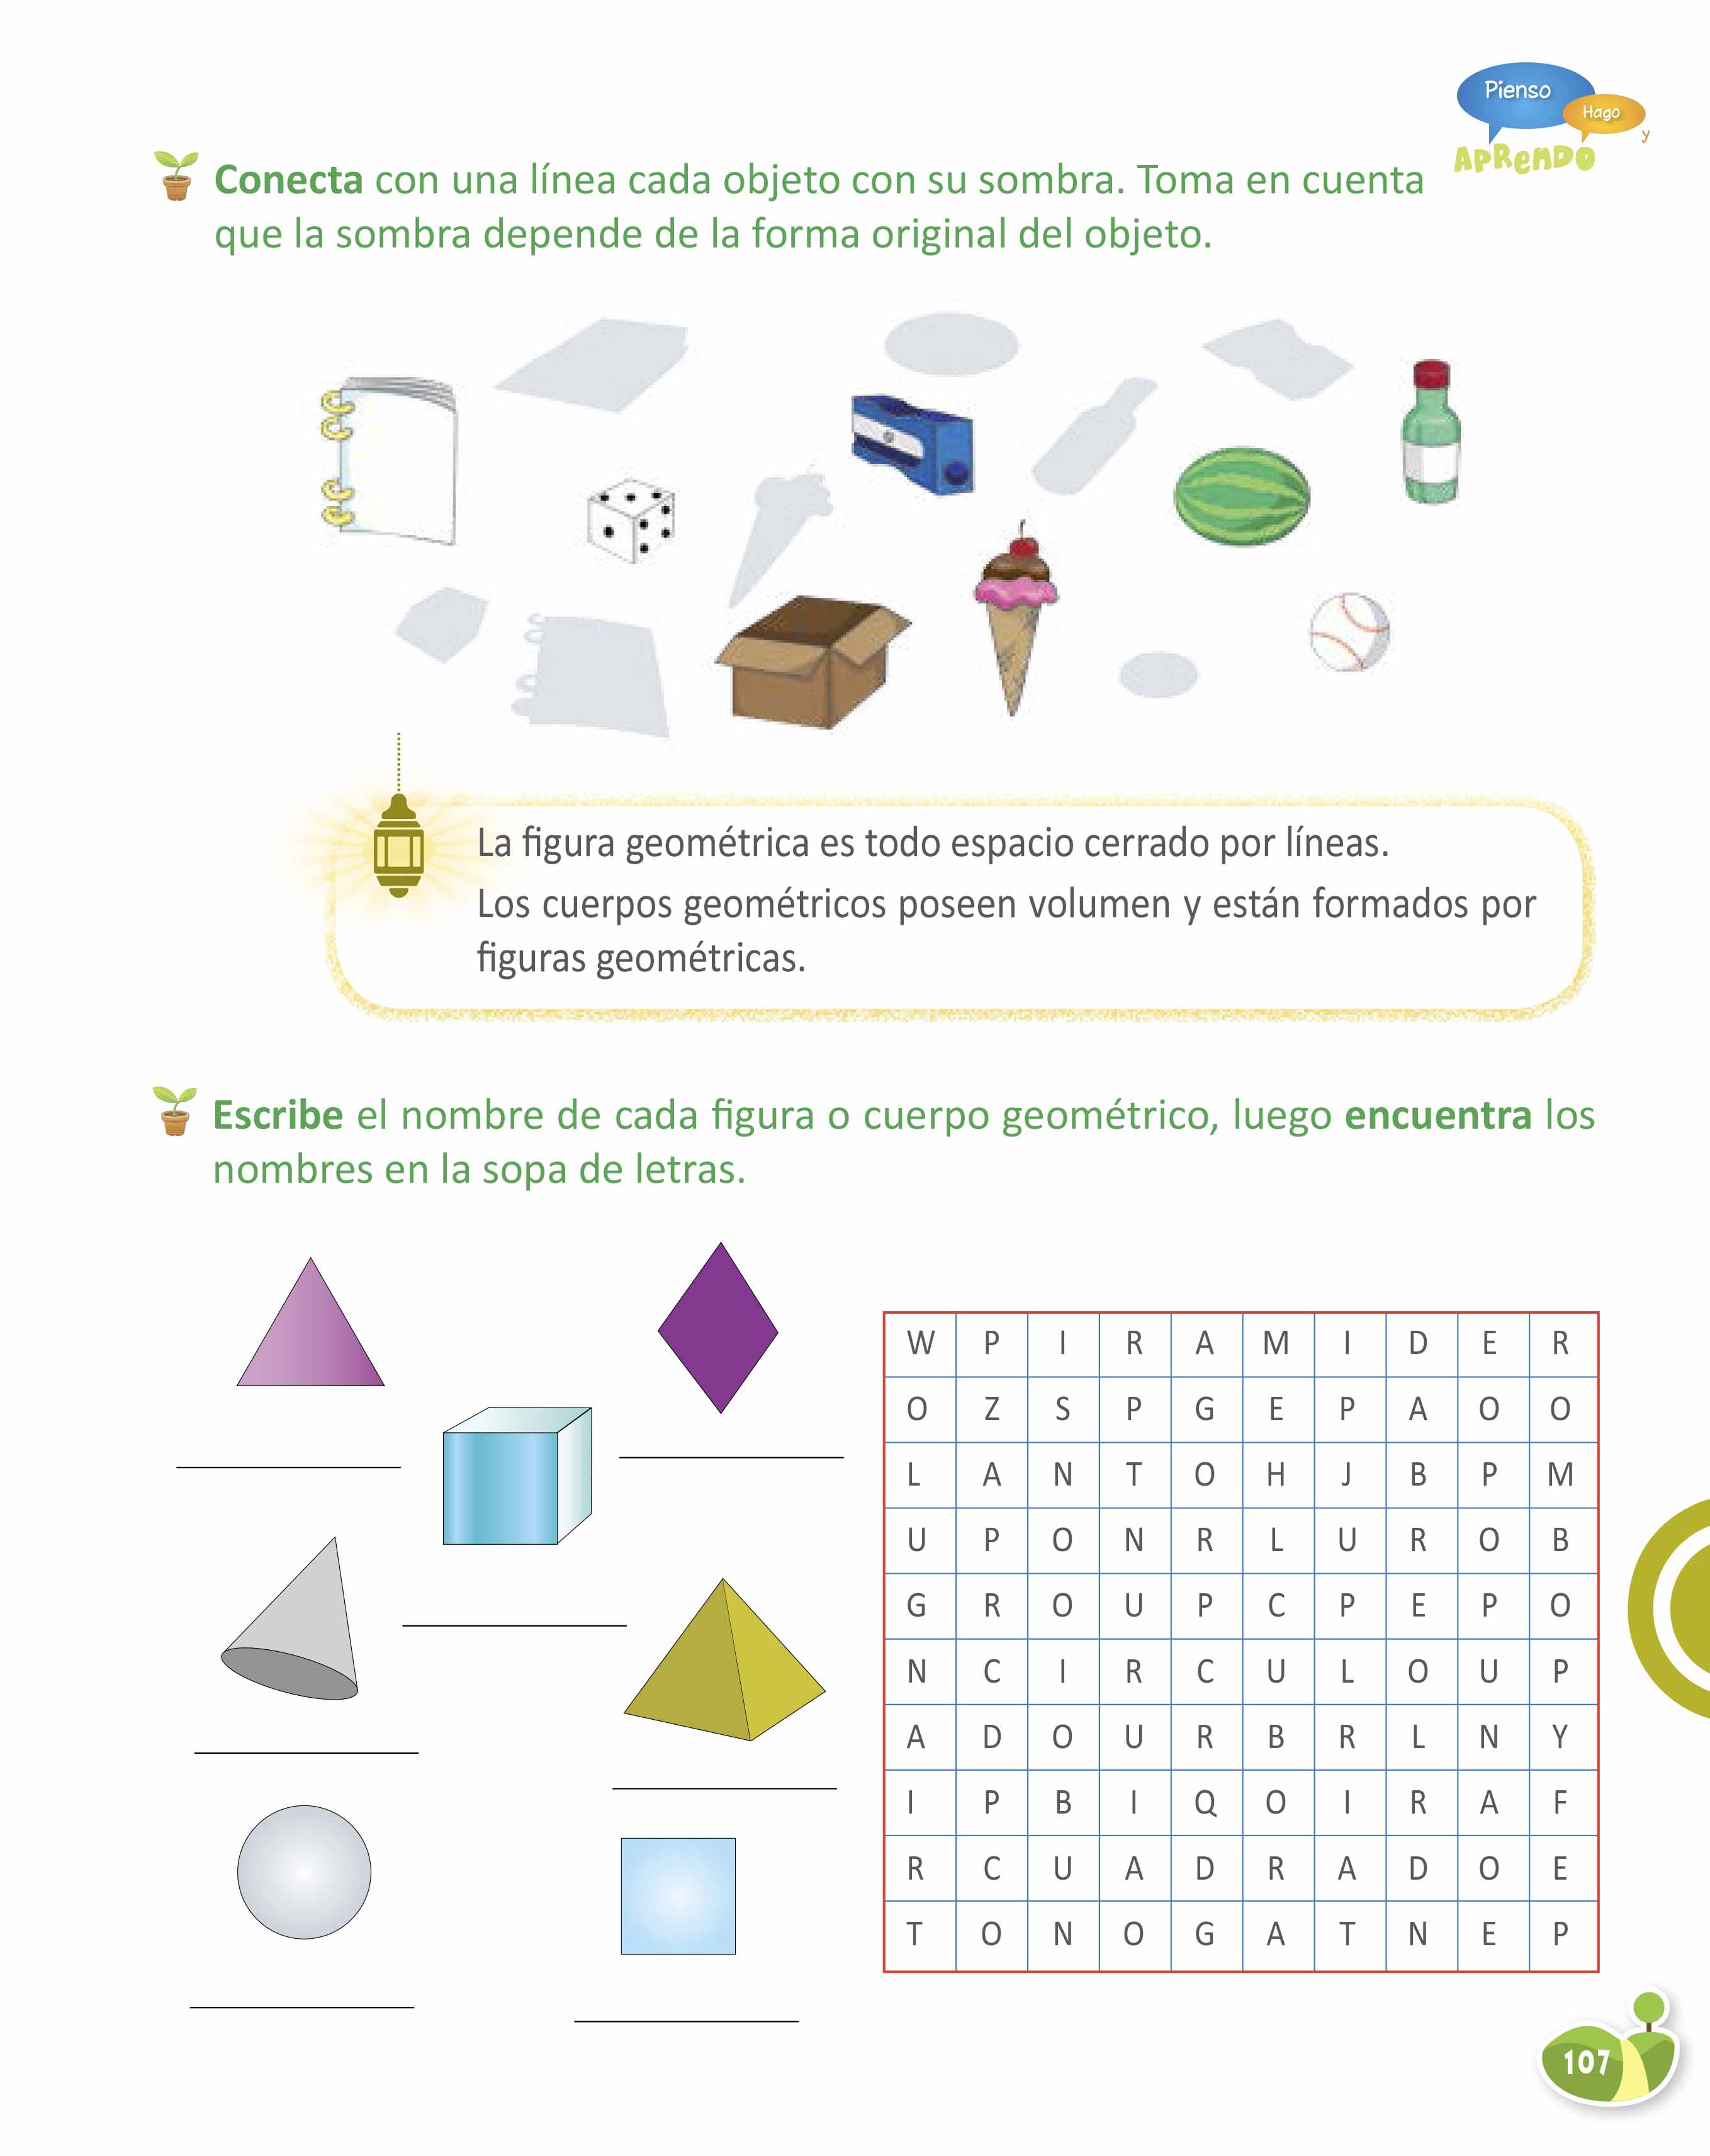 Pienso
Hago
y
APRENDO
Conecta con una línea cada objeto con su sombra. Toma en cuenta
que la sombra depende de la forma original del objeto.
La figura geométrica es todo espacio cerrado por líneas.
Los cuerpos geométricos poseen volumen y están formados por
figuras geométricas.
Escribe el nombre de cada figura o cuerpo geométrico, luego encuentra los
nombres en la sopa de letras.
W P I R A M I D E R
O Z S P G E P A O O
L A N T O H J B P M
U P O N R L U R O B
G R O U P C P E P O
N C I R C U L O U P
A D O U R B R L N Y
I P B I Q O I R A F
R C U A D R A D O E
T O N O G A T N E P
107